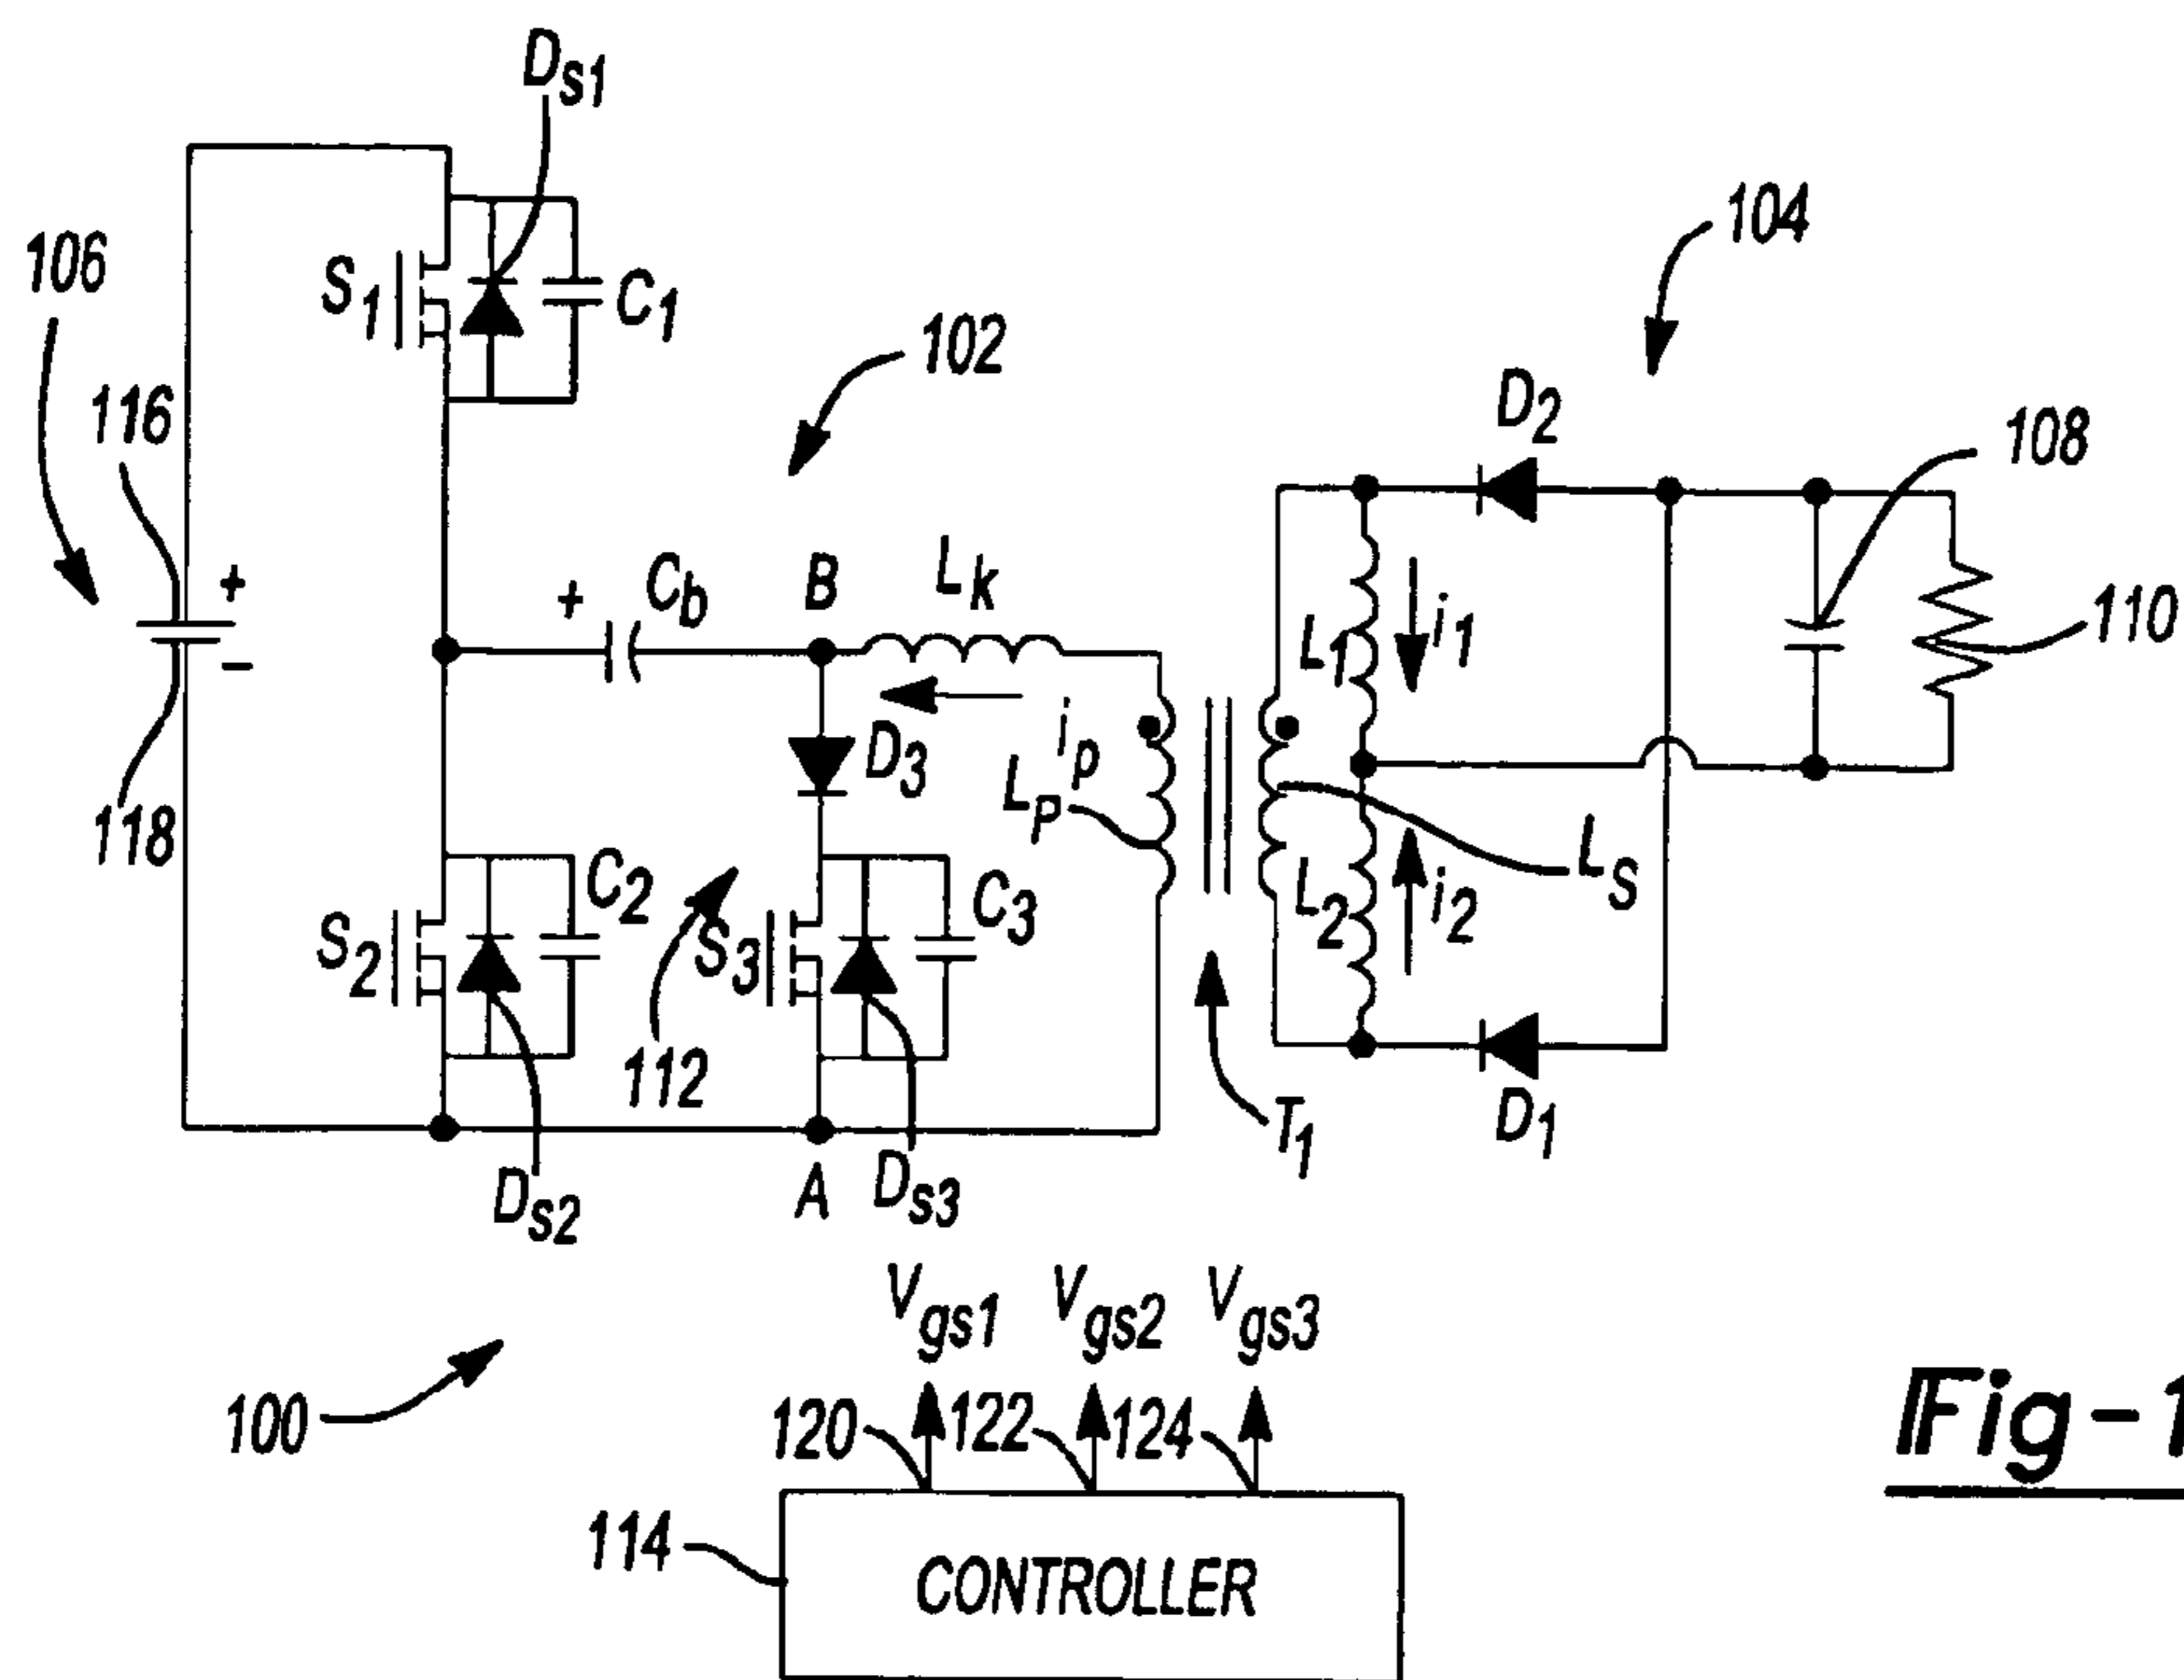 Ds1
104
106
S1
C1
102
116
D2
108
+
+
Cb
B
Lk
110
L1
i1
−
D3
ip
Lp
118
C2
C3
L2
i2
Ls
S2
S3
112
T1
D1
Ds2
A
Ds3
Vgs1
Vgs2
Vgs3
100
120
122
124
Fig-1
114
CONTROLLER